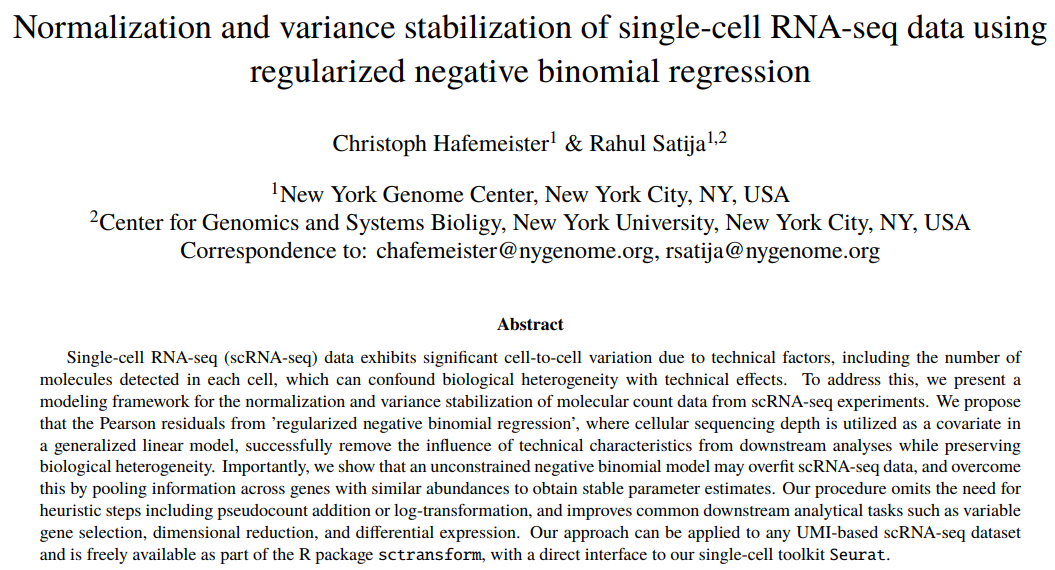 Normalization and variance stabilization of single-cell RNA-seq data using
regularized negative binomial regression
Christoph Hafemeister1 & Rahul Satija1,2
1New York Genome Center, New York City, NY, USA
2Center for Genomics and Systems Bioligy, New York University, New York City, NY, USA
Correspondence to: chafemeister@nygenome.org, rsatija@nygenome.org
Abstract
Single-cell RNA-seq (scRNA-seq) data exhibits significant cell-to-cell variation due to technical factors, including the number of
molecules detected in each cell, which can confound biological heterogeneity with technical effects. To address this, we present a
modeling framework for the normalization and variance stabilization of molecular count data from scRNA-seq experiments. We propose
that the Pearson residuals from 'regularized negative binomial regression', where cellular sequencing depth is utilized as a covariate in
a generalized linear model, successfully remove the influence of technical characteristics from downstream analyses while preserving
biological heterogeneity. Importantly, we show that an unconstrained negative binomial model may overfit scRNA-seq data, and overcome
this by pooling information across genes with similar abundances to obtain stable parameter estimates. Our procedure omits the need for
heuristic steps including pseudocount addition or log-transformation, and improves common downstream analytical tasks such as variable
gene selection, dimensional reduction, and differential expression. Our approach can be applied to any UMI-based scRNA-seq dataset
and is freely available as part of the R package sctransform, with a direct interface to our single-cell toolkit Seurat.